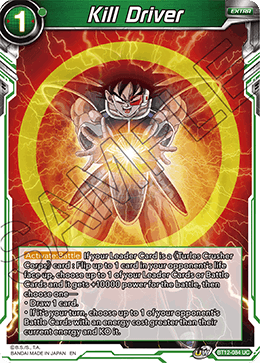 1
Kill Driver
EXTRA
SAMPLE
Activate:Battle If your Leader Card is a «Turles Crusher
Corps» card : Flip up to 1 card in your opponent's life
face up, choose up to 1 of your Leader Cards or Battle
Cards and it gets +10000 power for the battle, then
choose one—
• Draw 1 card.
• If it's your turn, choose up to 1 of your opponent's
Battle Cards with an energy cost greater than their
current energy and KO it.
©B.S./S., T.A.
BANDAI MADE IN JAPAN EN
BT12-084 UC